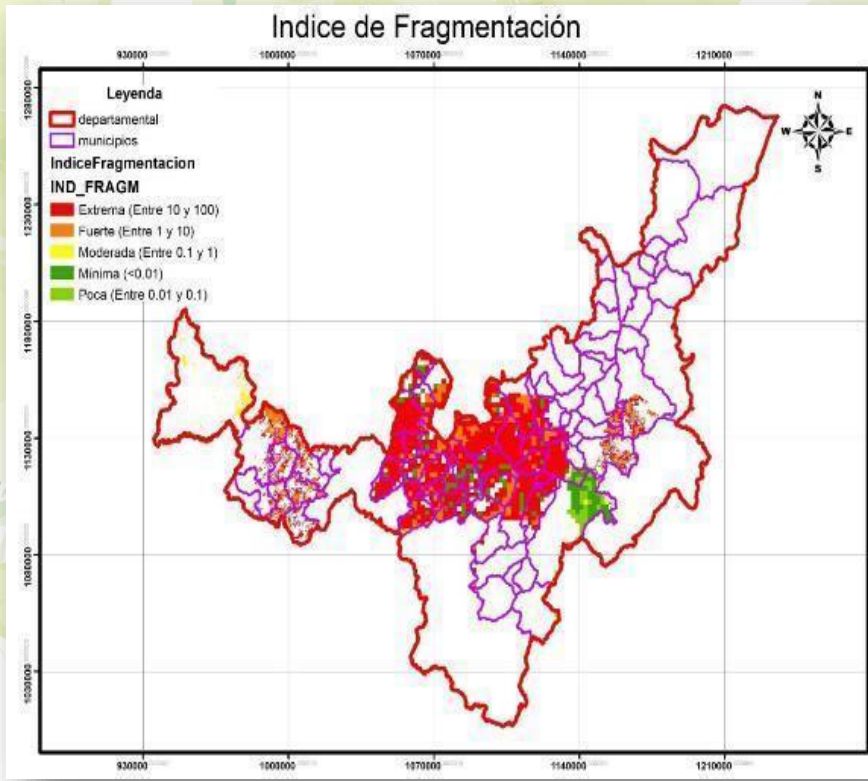 Indice de Fragmentación
930000 1000000 1070000 1140000 1210000
Leyenda
departamental
municipios
IndiceFragmentacion
IND_FRAGM
Extrema (Entre 10 y 100)
Fuerte (Entre 1 y 10)
Moderada (Entre 0.1 y 1)
Mínima (<0.01)
Poca (Entre 0.01 y 0.1)
N
W E
S
1230000
1180000
1130000
1080000
1030000
930000 1000000 1070000 1140000 1210000